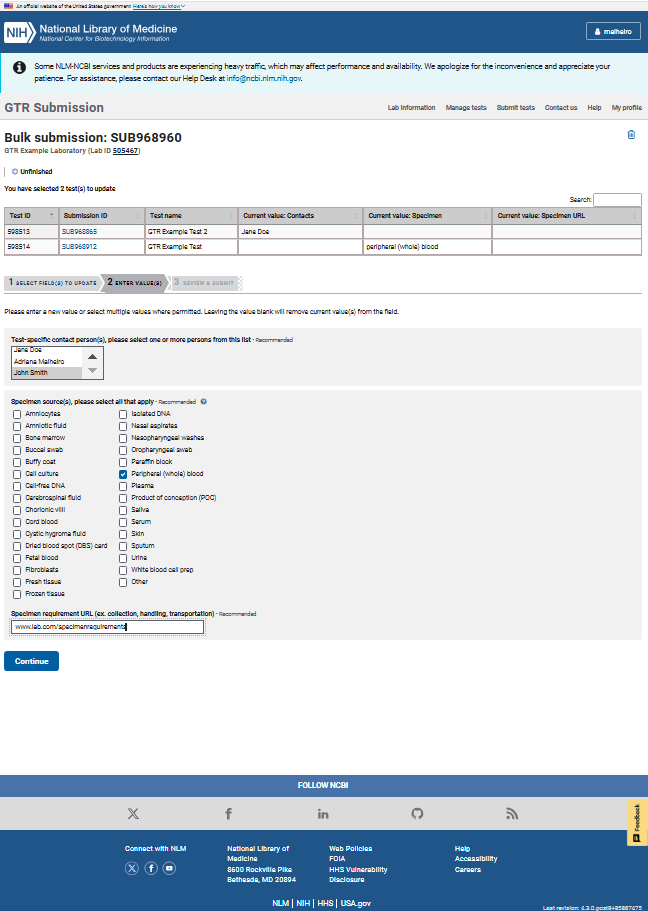 An official website of the United States government Here's how you know
NIH National Library of Medicine
National Center for Biotechnology Information
malheiro
Some NLM-NCBI services and products are experiencing heavy traffic, which may affect performance and availability. We apologize for the inconvenience and appreciate your
patience. For assistance, please contact our Help Desk at info@ncbi.nlm.nih.gov.
GTR Submission
Lab Information Manage tests Submit tests Contact us Help My profile
Bulk submission: SUB968960
GTR Example Laboratory (Lab ID 505467)
Unfinished
You have selected 2 test(s) to update
Search:
Test ID Submission ID Test name Current value: Contacts Current value: Specimen Current value: Specimen URL
598513 SUB968865 GTR Example Test 2 Jane Doe
598514 SUB968912 GTR Example Test peripheral (whole) blood
1 SELECT FIELD(S) TO UPDATE 2 ENTER VALUE(S) 3 REVIEW & SUBMIT
Please enter a new value or select multiple values where permitted. Leaving the value blank will remove current value(s) from the field.
Test-specific contact person(s), please select one or more persons from this list - Recommended
Jane Doe
Adriana Malheiro
John Smith
Specimen source(s), please select all that apply - Recommended
Amniocytes Isolated DNA
Amniotic fluid Nasal aspirates
Bone marrow Nasopharyngeal washes
Buccal swab Oropharyngeal swab
Buffy coat Paraffin block
Cell culture Peripheral (whole) blood
Cell-free DNA Plasma
Cerebrospinal fluid Product of conception (POC)
Chorionic villi Saliva
Cord blood Serum
Cystic hygroma fluid Skin
Dried blood spot (DBS) card Sputum
Fetal blood Urine
Fibroblasts White blood cell prep
Fresh tissue Other
Frozen tissue
Specimen requirement URL (ex. collection, handling, transportation) - Recommended
www.lab.com/specimenrequirements
Continue
FOLLOW NCBI
Feedback
Connect with NLM National Library of Web Policies Help
Medicine FOIA Accessibility
8600 Rockville Pike HHS Vulnerability Careers
Bethesda, MD 20894 Disclosure
NLM | NIH | HHS | USA.gov